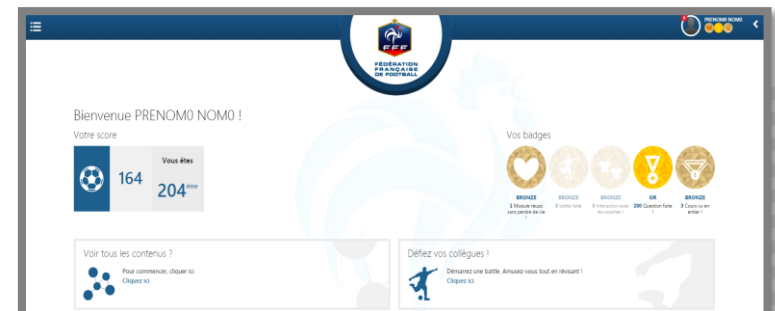 PRENOM0 NOM0
FFF
FÉDÉRATION
FRANÇAISE
DE FOOTBALL
Bienvenue PRENOM0 NOM0 !
Votre score
164
Vous êtes
204ème
Vos badges
BRONZE
1 Module reussi
sans perdre de vie
!
BRONZE
0 battle faite
BRONZE
0 Interaction avec
les coaches !
OR
200 Question faite
!
BRONZE
3 Cours vu en
entier !
Voir tous les contenus ?
Pour commencer, cliquer ici
Cliquez ici.
Défiez vos collègues !
Démarrez une battle. Amusez-vous tout en révisant !
Cliquez ici.